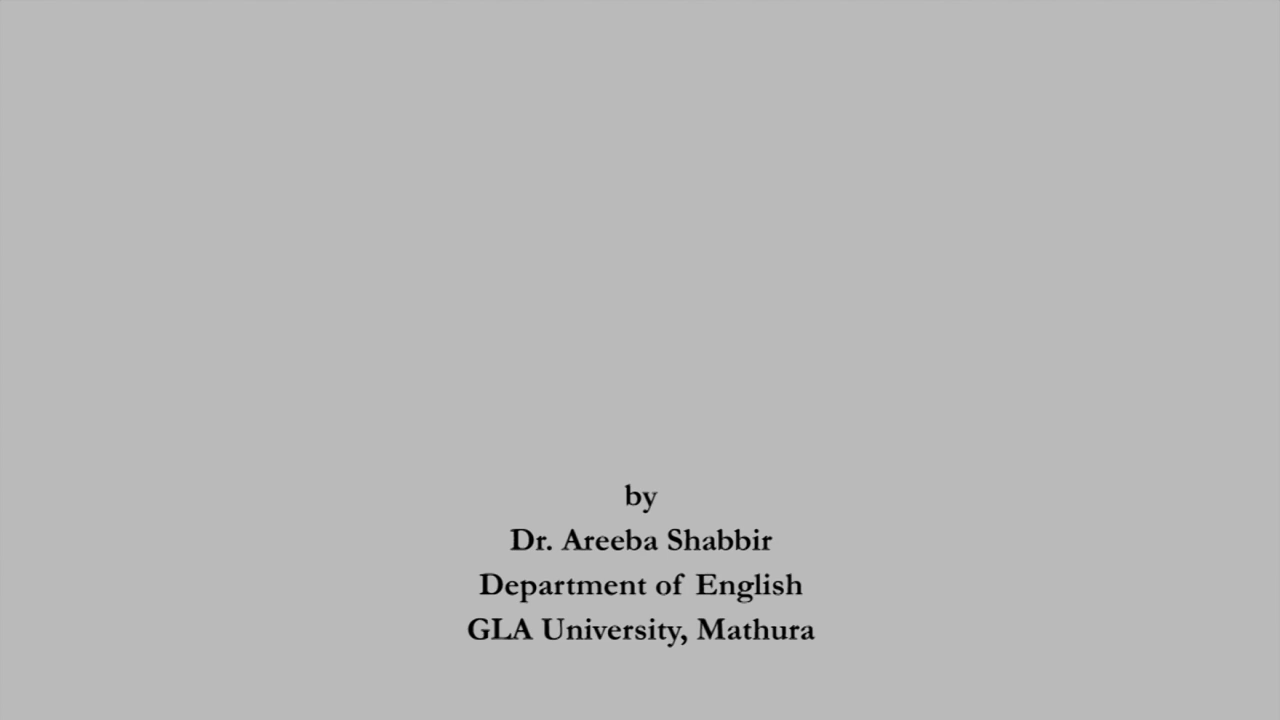 by
Dr. Areeba Shabbir
Department of English
GLA University, Mathura